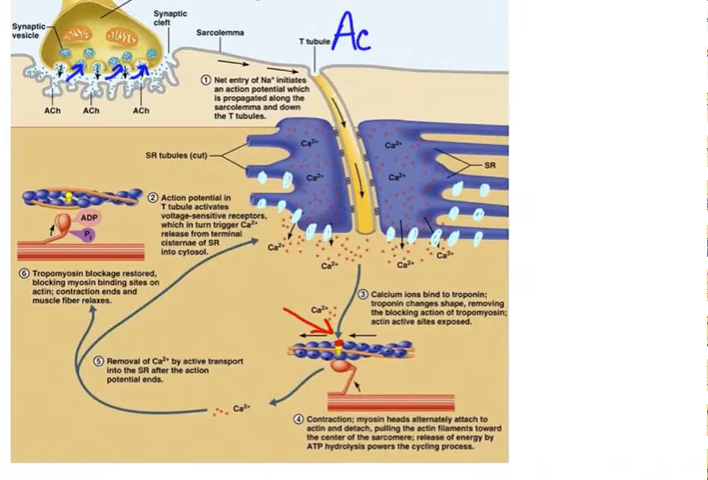 Synaptic
vesicle
Synaptic
cleft
Sarcolemma
T tubule
Ac
ACh
ACh
ACh
① Net entry of Na⁺ initiates
an action potential which
is propagated along the
sarcolemma and down
the T tubules.
SR tubules (cut)
Ca²⁺
Ca²⁺
Ca²⁺
Ca²⁺
SR
ADP
Pi
② Action potential in
T tubule activates
voltage-sensitive receptors,
which in turn trigger Ca²⁺
release from terminal
cisternae of SR
into cytosol.
Ca²⁺
Ca²⁺
Ca²⁺
Ca²⁺
⑥ Tropomyosin blockage restored,
blocking myosin binding sites on
actin; contraction ends and
muscle fiber relaxes.
Ca²⁺
③ Calcium ions bind to troponin;
troponin changes shape, removing
the blocking action of tropomyosin;
actin active sites exposed.
⑤ Removal of Ca²⁺ by active transport
into the SR after the action
potential ends.
Ca²⁺
④ Contraction; myosin heads alternately attach to
actin and detach, pulling the actin filaments toward
the center of the sarcomere; release of energy by
ATP hydrolysis powers the cycling process.